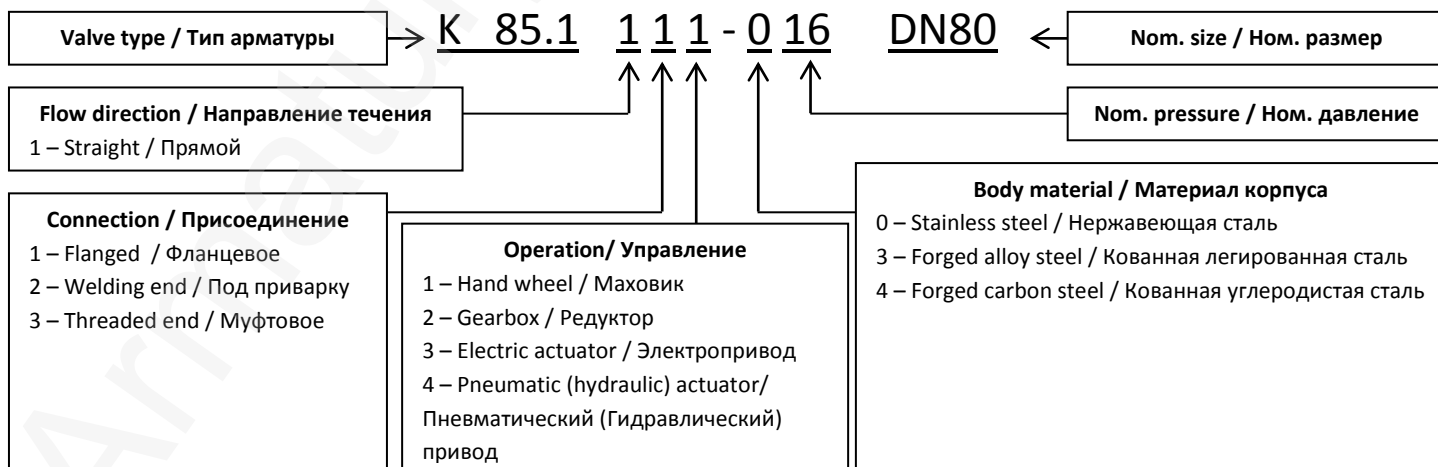 K 85.1 1 1 1 - 0 16 DN80
Valve type / Тип арматуры
Nom. size / Ном. размер
Flow direction / Направление течения
1 – Straight / Прямой
Nom. pressure / Ном. давление
Connection / Присоединение
1 – Flanged / Фланцевое
2 – Welding end / Под приварку
3 – Threaded end / Муфтовое
Operation/ Управление
1 – Hand wheel / Маховик
2 – Gearbox / Редуктор
3 – Electric actuator / Электропривод
4 – Pneumatic (hydraulic) actuator/
Пневматический (Гидравлический)
привод
Body material / Материал корпуса
0 – Stainless steel / Нержавеющая сталь
3 – Forged alloy steel / Кованная легированная сталь
4 – Forged carbon steel / Кованная углеродистая сталь